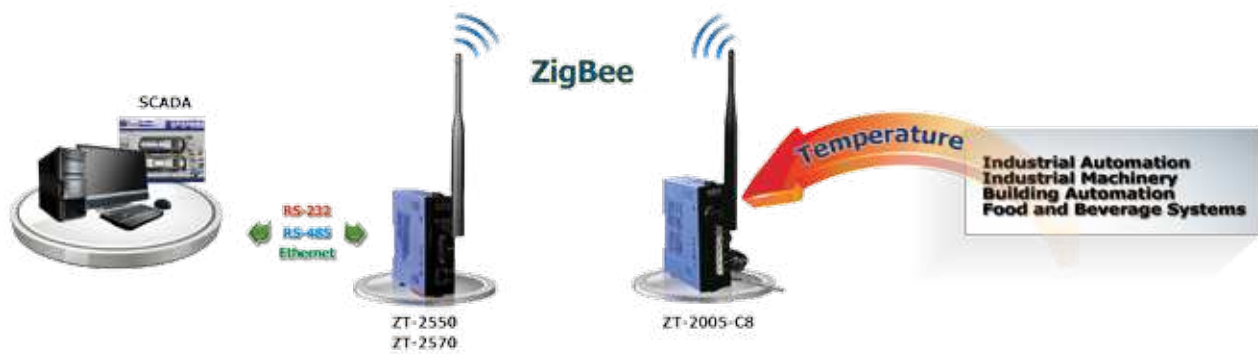 ZigBee
SCADA
Temperature
Industrial Automation
Industrial Machinery
Building Automation
Food and Beverage Systems
RS-232
RS-485
Ethernet
ZT-2550
ZT-2570
ZT-2005-C8